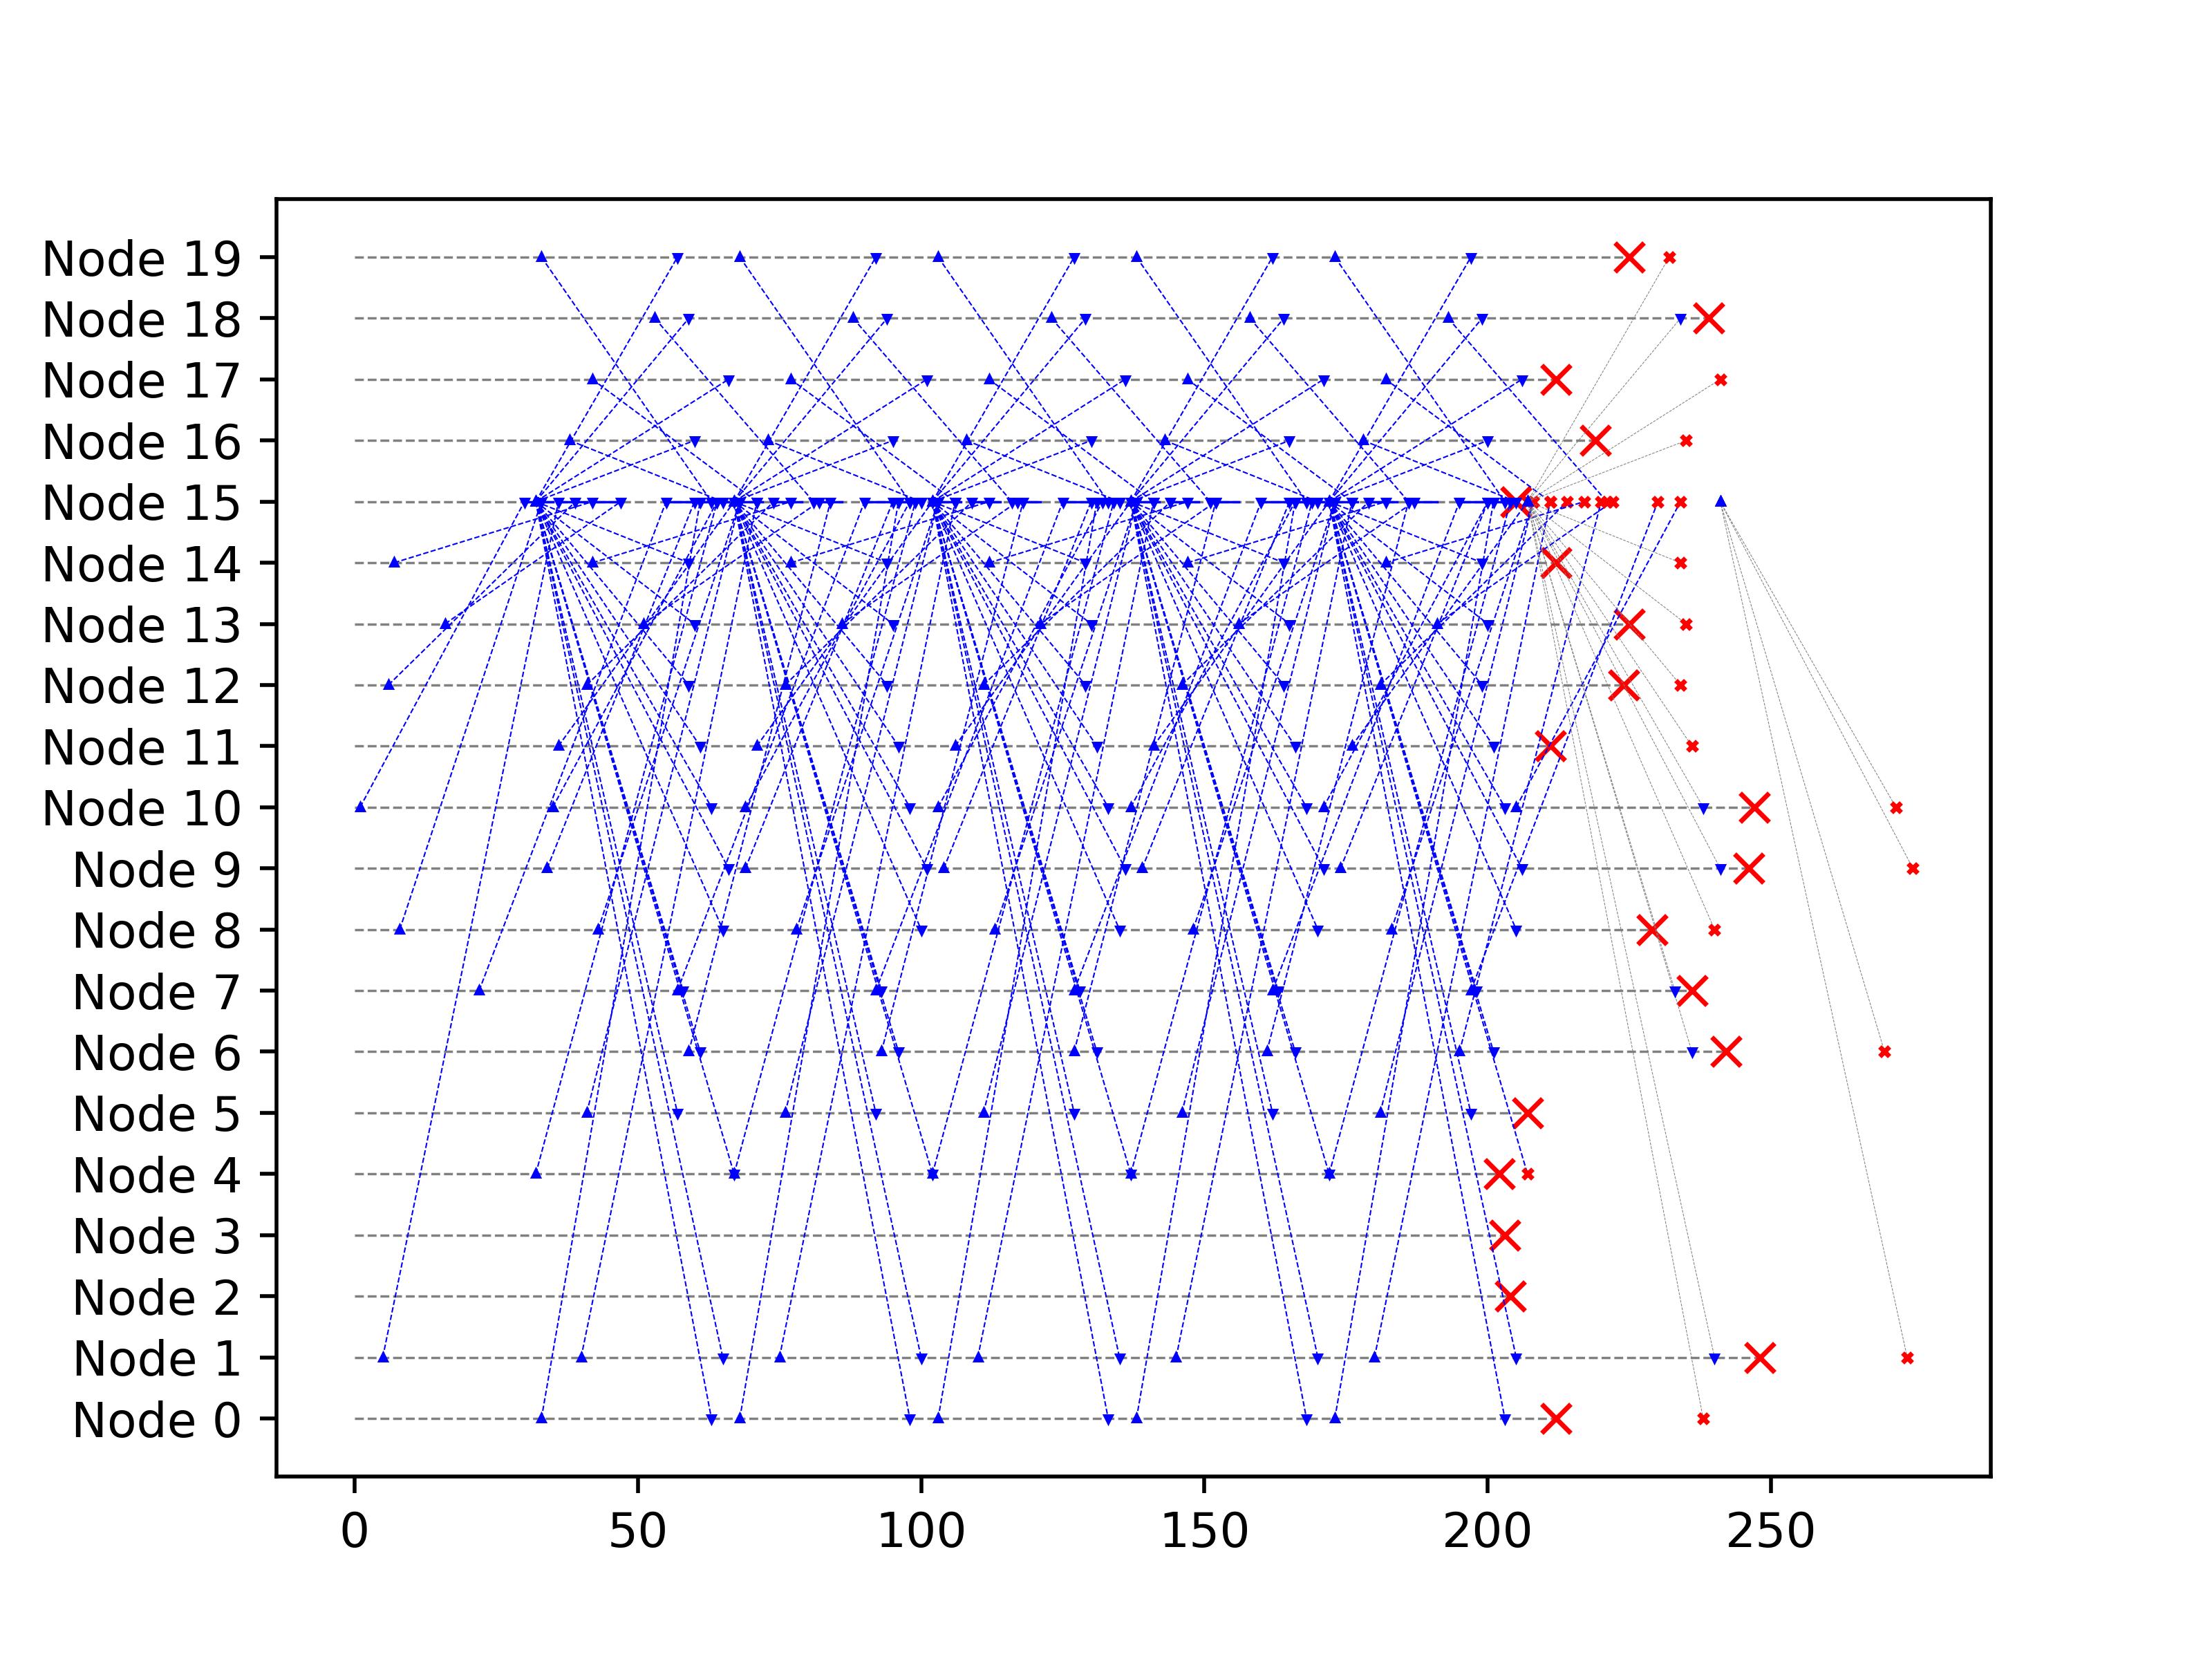 Node 19
Node 18
Node 17
Node 16
Node 15
Node 14
Node 13
Node 12
Node 11
Node 10
Node 9
Node 8
Node 7
Node 6
Node 5
Node 4
Node 3
Node 2
Node 1
Node 0
0 50 100 150 200 250